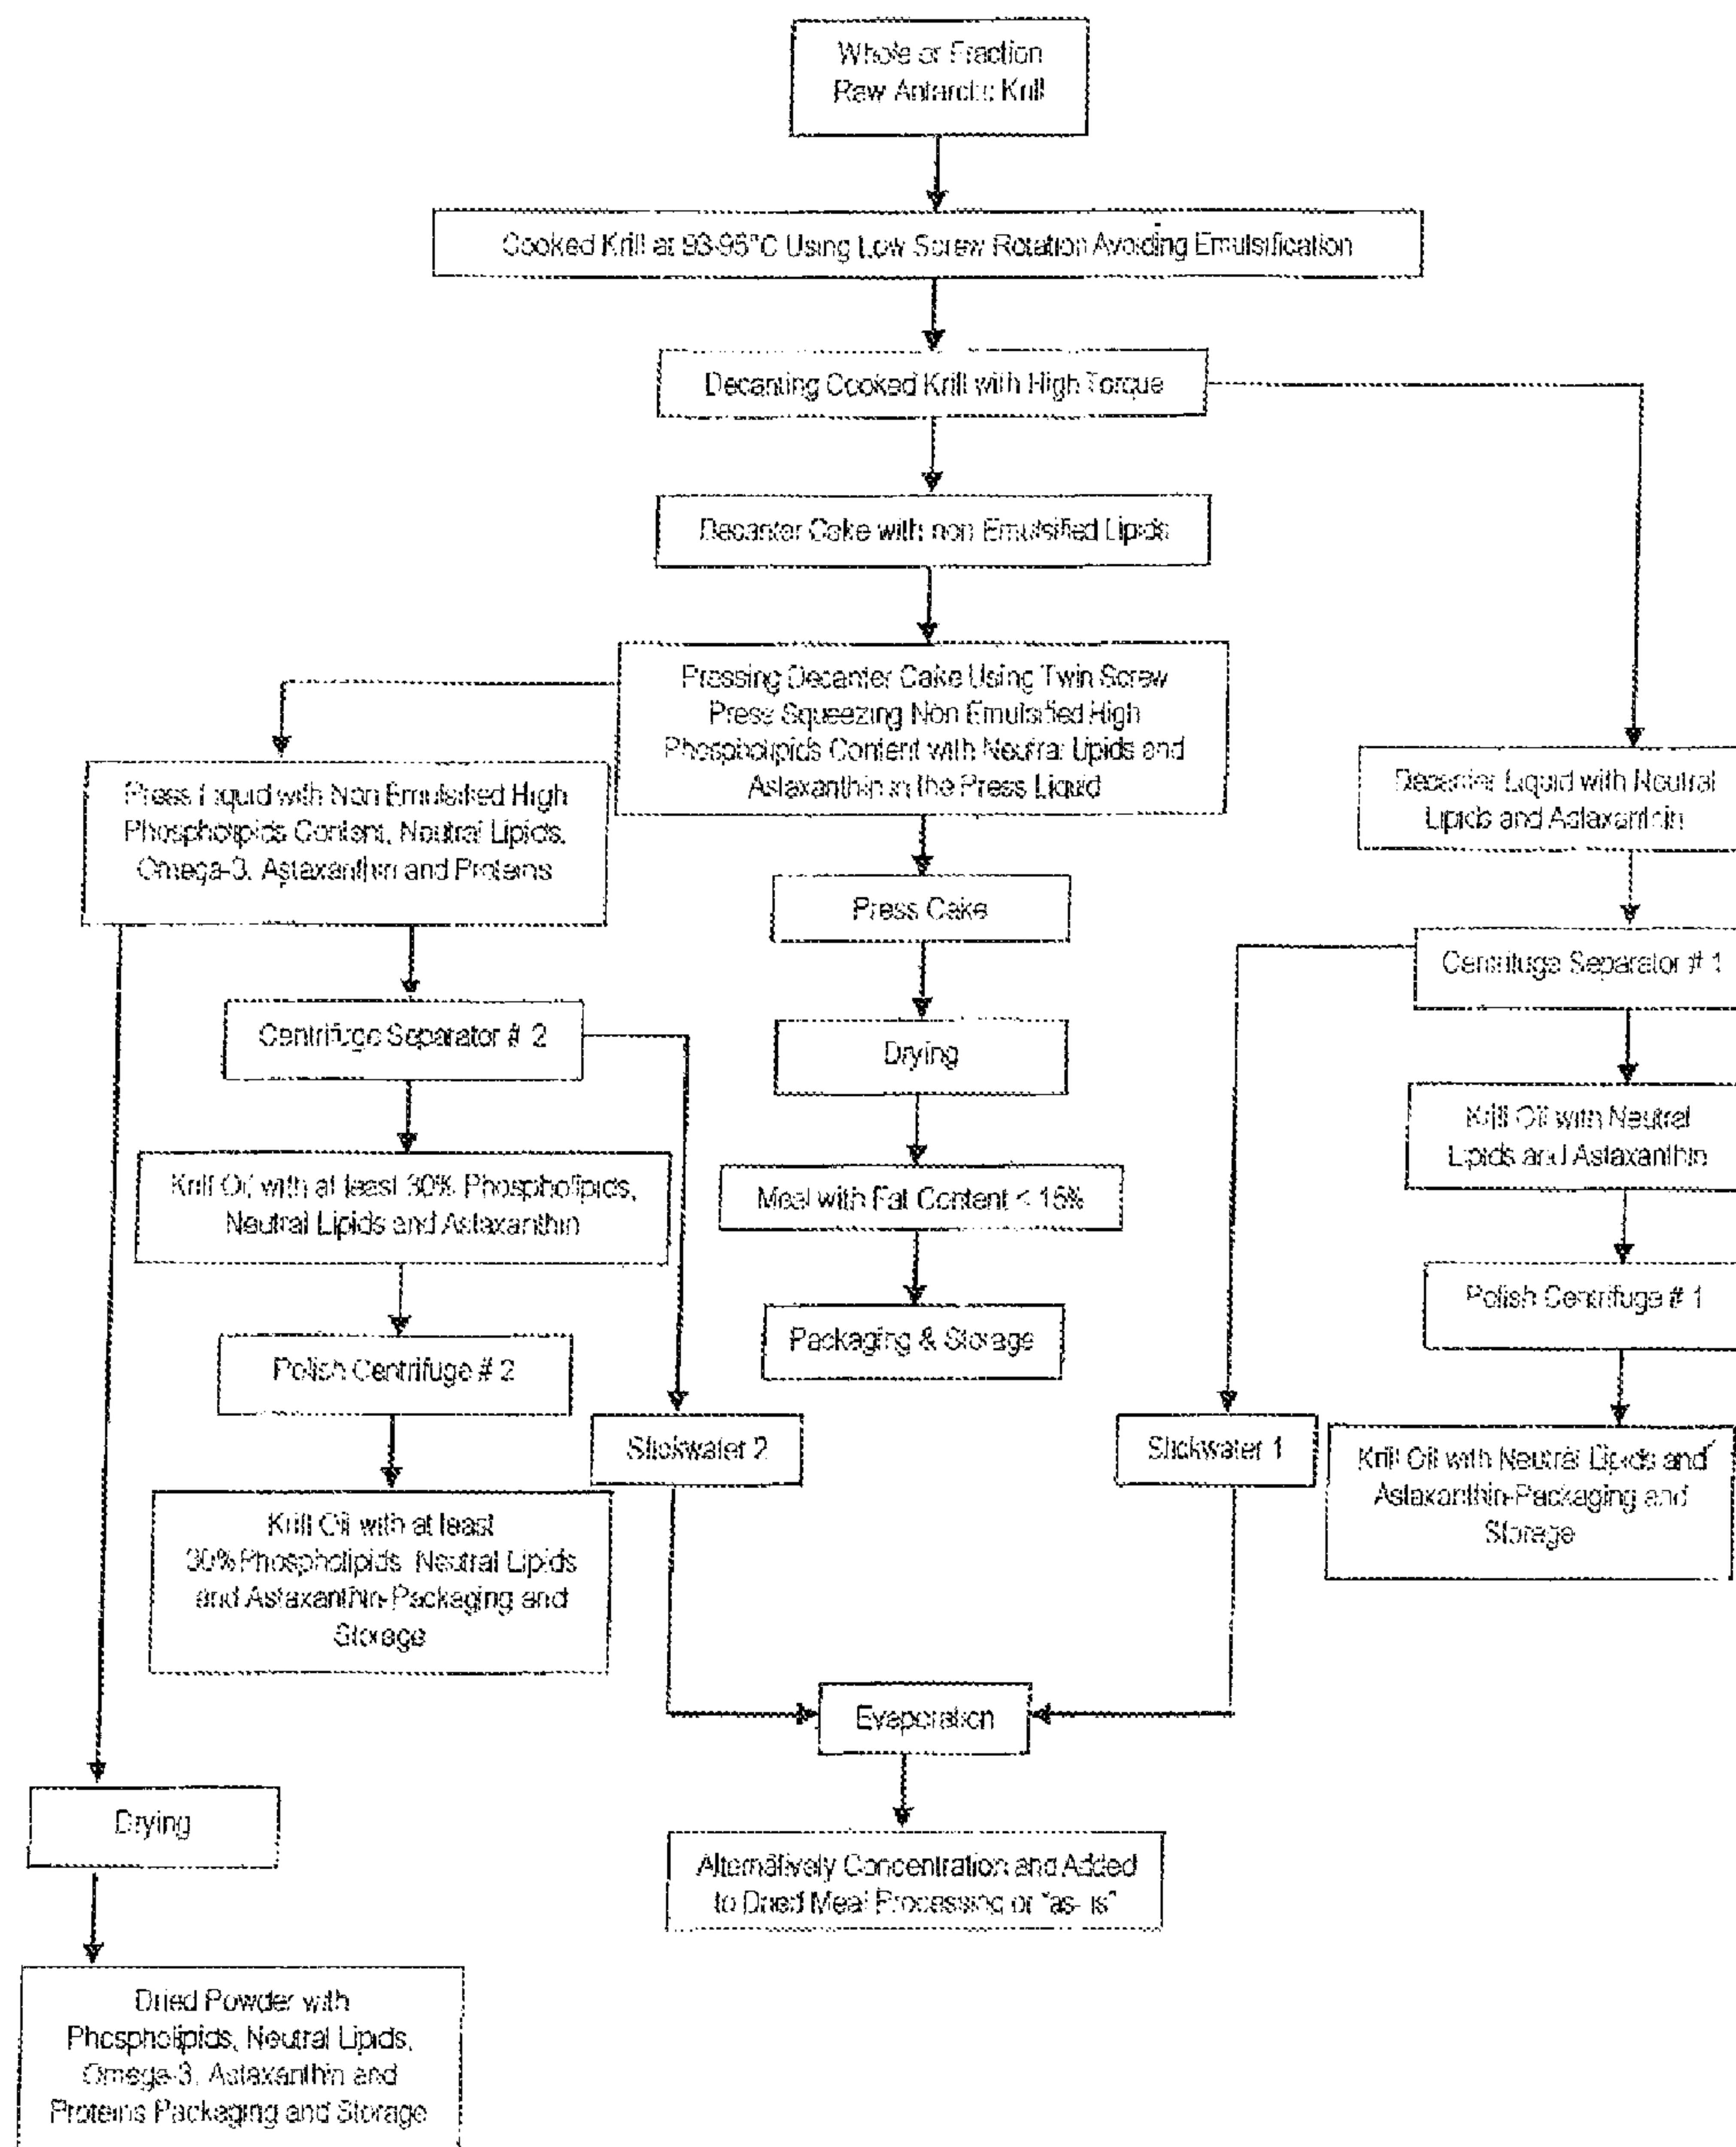 Whole or Fraction
Raw Antarctic Krill
Cooked Krill at 93-95°C Using Low Screw Rotation Avoiding Emulsification
Decanting Cooked Krill with High Torque
Decanter Cake with non Emulsified Lipids
Pressing Decanter Cake Using Twin Screw
Press Squeezing Non Emulsified High
Phospholipids Content with Neutral Lipids and
Astaxanthin in the Press Liquid
Press Liquid with Non Emulsified High
Phospholipids Content, Neutral Lipids,
Omega-3, Astaxanthin and Proteins
Decanter Liquid with Neutral
Lipids and Astaxanthin
Press Cake
Centrifuge Separator # 1
Centrifuge Separator # 2
Drying
Krill Oil with Neutral
Lipids and Astaxanthin
Krill Oil with at least 30% Phospholipids,
Neutral Lipids and Astaxanthin
Meal with Fat Content < 15%
Polish Centrifuge # 1
Packaging & Storage
Polish Centrifuge # 2
Stickwater 2
Stickwater 1
Krill Oil with Neutral Lipids and
Astaxanthin-Packaging and
Storage
Krill Oil with at least
30% Phospholipids Neutral Lipids
and Astaxanthin-Packaging and
Storage
Evaporation
Drying
Alternatively Concentration and Added
to Dried Meal Processing or "as- is"
Dried Powder with
Phospholipids, Neutral Lipids,
Omega-3, Astaxanthin and
Proteins Packaging and Storage